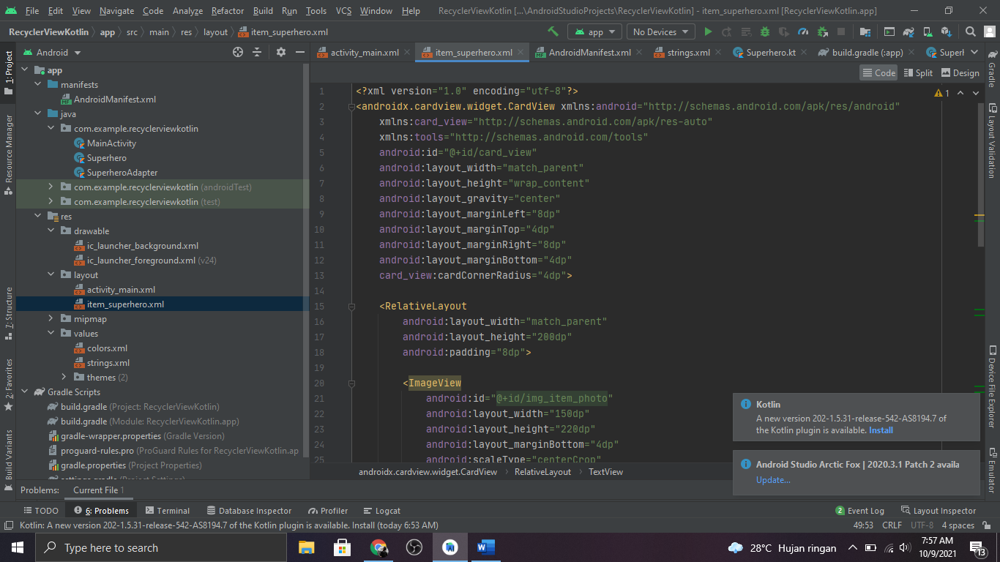 File Edit View Navigate Code Analyze Refactor Build Run Tools VCS Window Help RecyclerViewKotlin [...\AndroidStudioProjects\RecyclerViewKotlin] - item_superhero.xml [RecyclerViewKotlin.app]
RecyclerViewKotlin app src main res layout item_superhero.xml app No Devices
Android
activity_main.xml item_superhero.xml AndroidManifest.xml strings.xml Superhero.kt build.gradle (:app) Superl
Code Split Design
1: Project
Resource Manager
7: Structure
2: Favorites
Build Variants
app
manifests
AndroidManifest.xml
java
com.example.recyclerviewkotlin
MainActivity
Superhero
SuperheroAdapter
com.example.recyclerviewkotlin (androidTest)
com.example.recyclerviewkotlin (test)
res
drawable
ic_launcher_background.xml
ic_launcher_foreground.xml (v24)
layout
activity_main.xml
item_superhero.xml
mipmap
values
colors.xml
strings.xml
themes (2)
Gradle Scripts
build.gradle (Project: RecyclerViewKotlin)
build.gradle (Module: RecyclerViewKotlin.app)
gradle-wrapper.properties (Gradle Version)
proguard-rules.pro (ProGuard Rules for RecyclerViewKotlin.ap
gradle.properties (Project Properties)
settings.gradle (Project Settings)
1 <?xml version="1.0" encoding="utf-8"?>
2 <androidx.cardview.widget.CardView xmlns:android="http://schemas.android.com/apk/res/android"
3 xmlns:card_view="http://schemas.android.com/apk/res-auto"
4 xmlns:tools="http://schemas.android.com/tools"
5 android:id="@+id/card_view"
6 android:layout_width="match_parent"
7 android:layout_height="wrap_content"
8 android:layout_gravity="center"
9 android:layout_marginLeft="8dp"
10 android:layout_marginTop="4dp"
11 android:layout_marginRight="8dp"
12 android:layout_marginBottom="4dp"
13 card_view:cardCornerRadius="4dp">
14
15 <RelativeLayout
16 android:layout_width="match_parent"
17 android:layout_height="200dp"
18 android:padding="8dp">
19
20 <ImageView
21 android:id="@+id/img_item_photo"
22 android:layout_width="150dp"
23 android:layout_height="220dp"
24 android:layout_marginBottom="4dp"
25 android:scaleType="centerCrop"
1
Gradle
Layout Validation
Device File Explorer
Emulator
Kotlin
A new version 202-1.5.31-release-542-AS8194.7 of
the Kotlin plugin is available. Install
Android Studio Arctic Fox | 2020.3.1 Patch 2 availa
Update...
androidx.cardview.widget.CardView RelativeLayout TextView
Problems: Current File 1
TODO 6: Problems Terminal Database Inspector Profiler Logcat 2 Event Log Layout Inspector
Kotlin: A new version 202-1.5.31-release-542-AS8194.7 of the Kotlin plugin is available. Install (today 6:53 AM) 49:53 CRLF UTF-8 4 spaces
Type here to search 28°C Hujan ringan 7:57 AM
10/9/2021 13